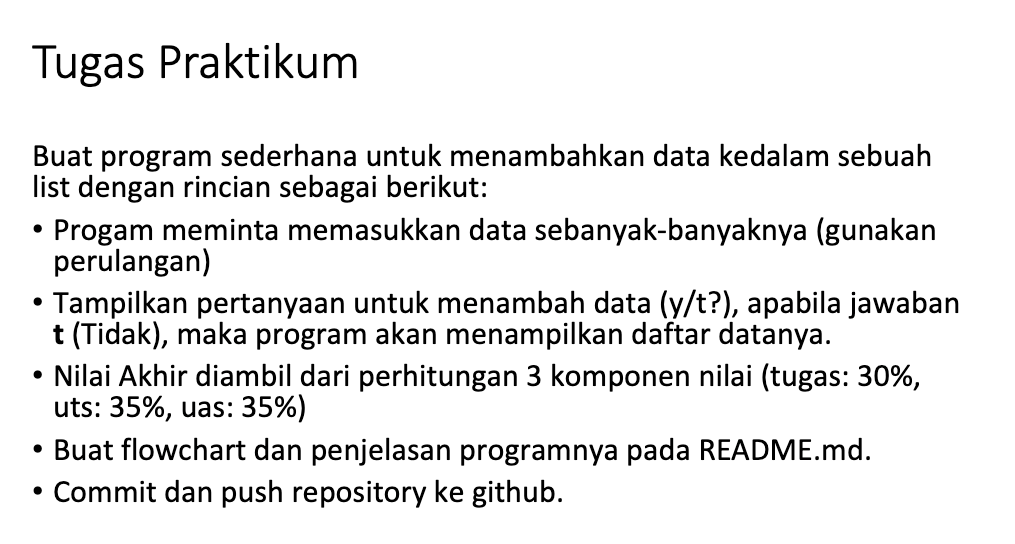 Tugas Praktikum
Buat program sederhana untuk menambahkan data kedalam sebuah
list dengan rincian sebagai berikut:
• Progam meminta memasukkan data sebanyak-banyaknya (gunakan
perulangan)
• Tampilkan pertanyaan untuk menambah data (y/t?), apabila jawaban
t (Tidak), maka program akan menampilkan daftar datanya.
• Nilai Akhir diambil dari perhitungan 3 komponen nilai (tugas: 30%,
uts: 35%, uas: 35%)
• Buat flowchart dan penjelasan programnya pada README.md.
• Commit dan push repository ke github.